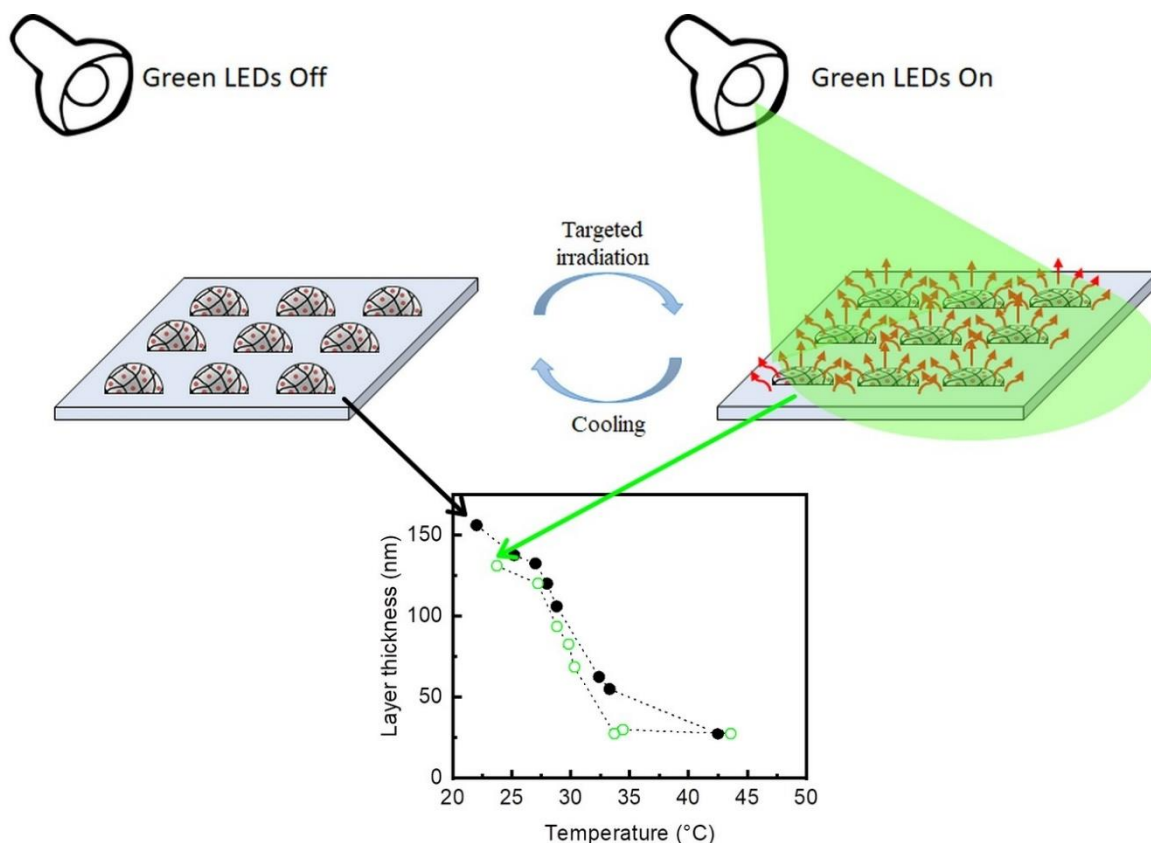 Green LEDs Off
Green LEDs On
Targeted
irradiation
Cooling
Layer thickness (nm)
150
100
50
0
20 25 30 35 40 45 50
Temperature (°C)